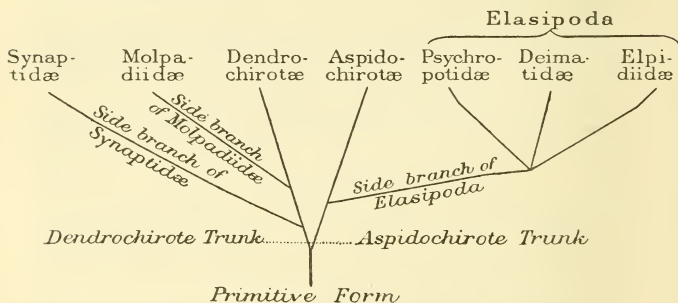 Elasipoda
Synap- Molpa- Dendro- Aspido- Psychro- Deima- Elpi-
tidæ diidæ chirotæ chirotæ potidæ tidæ diidæ
Side branch
of Molpadiidæ
Side branch of
Synaptidæ
Side branch of
Elasipoda
Dendrochirote Trunk Aspidochirote Trunk
Primitive Form